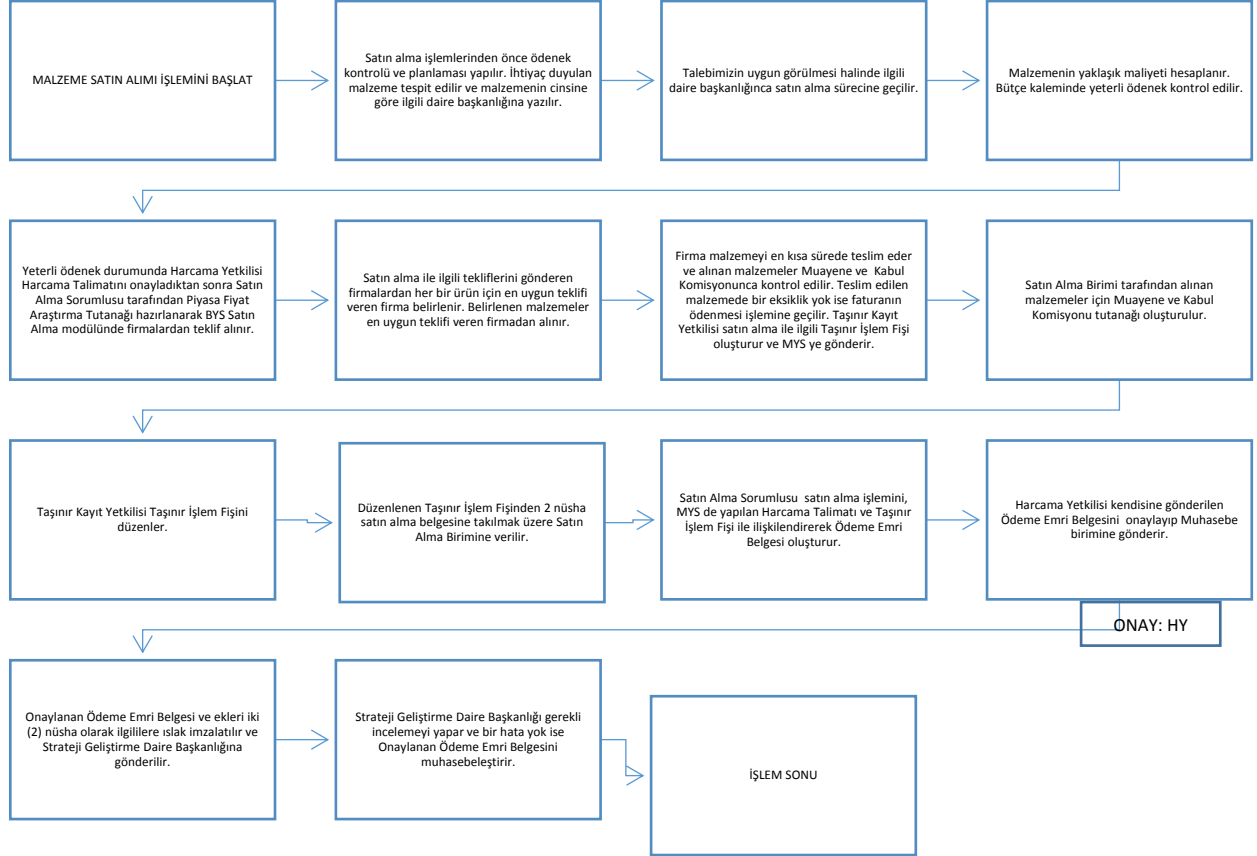 MALZEME SATIN ALIMI İŞLEMİNİ BAŞLAT
Satın alma işlemlerinden önce ödenek
kontrolü ve planlaması yapılır. İhtiyaç duyulan
malzeme tespit edilir ve malzemenin cinsine
göre ilgili daire başkanlığına yazılır.
Talebimizin uygun görülmesi halinde ilgili
daire başkanlığınca satın alma sürecine geçilir.
Malzemenin yaklaşık maliyeti hesaplanır.
Bütçe kaleminde yeterli ödenek kontrol edilir.
Yeterli ödenek durumunda Harcama Yetkilisi
Harcama Talimatını onayladıktan sonra Satın
Alma Sorumlusu tarafından Piyasa Fiyat
Araştırma Tutanağı hazırlanarak BYS Satın
Alma modülünde firmalardan teklif alınır.
Satın alma ile ilgili tekliflerini gönderen
firmalardan her bir ürün için en uygun teklifi
veren firma belirlenir. Belirlenen malzemeler
en uygun teklifi veren firmadan alınır.
Firma malzemeyi en kısa sürede teslim eder
ve alınan malzemeler Muayene ve Kabul
Komisyonunca kontrol edilir. Teslim edilen
malzemede bir eksiklik yok ise faturanın
ödenmesi işlemine geçilir. Taşınır Kayıt
Yetkilisi satın alma ile ilgili Taşınır İşlem Fişi
oluşturur ve MYS ye gönderir.
Satın Alma Birimi tarafından alınan
malzemeler için Muayene ve Kabul
Komisyonu tutanağı oluşturulur.
Taşınır Kayıt Yetkilisi Taşınır İşlem Fişini
düzenler.
Düzenlenen Taşınır İşlem Fişinden 2 nüsha
satın alma belgesine takılmak üzere Satın
Alma Birimine verilir.
Satın Alma Sorumlusu satın alma işlemini,
MYS de yapılan Harcama Talimatı ve Taşınır
İşlem Fişi ile ilişkilendirerek Ödeme Emri
Belgesi oluşturur.
Harcama Yetkilisi kendisine gönderilen
Ödeme Emri Belgesini onaylayıp Muhasebe
birimine gönderir.
ONAY: HY
Onaylanan Ödeme Emri Belgesi ve ekleri iki
(2) nüsha olarak ilgililere ıslak imzalatılır ve
Strateji Geliştirme Daire Başkanlığına
gönderilir.
Strateji Geliştirme Daire Başkanlığı gerekli
incelemeyi yapar ve bir hata yok ise
Onaylanan Ödeme Emri Belgesini
muhasebeleştirir.
İŞLEM SONU